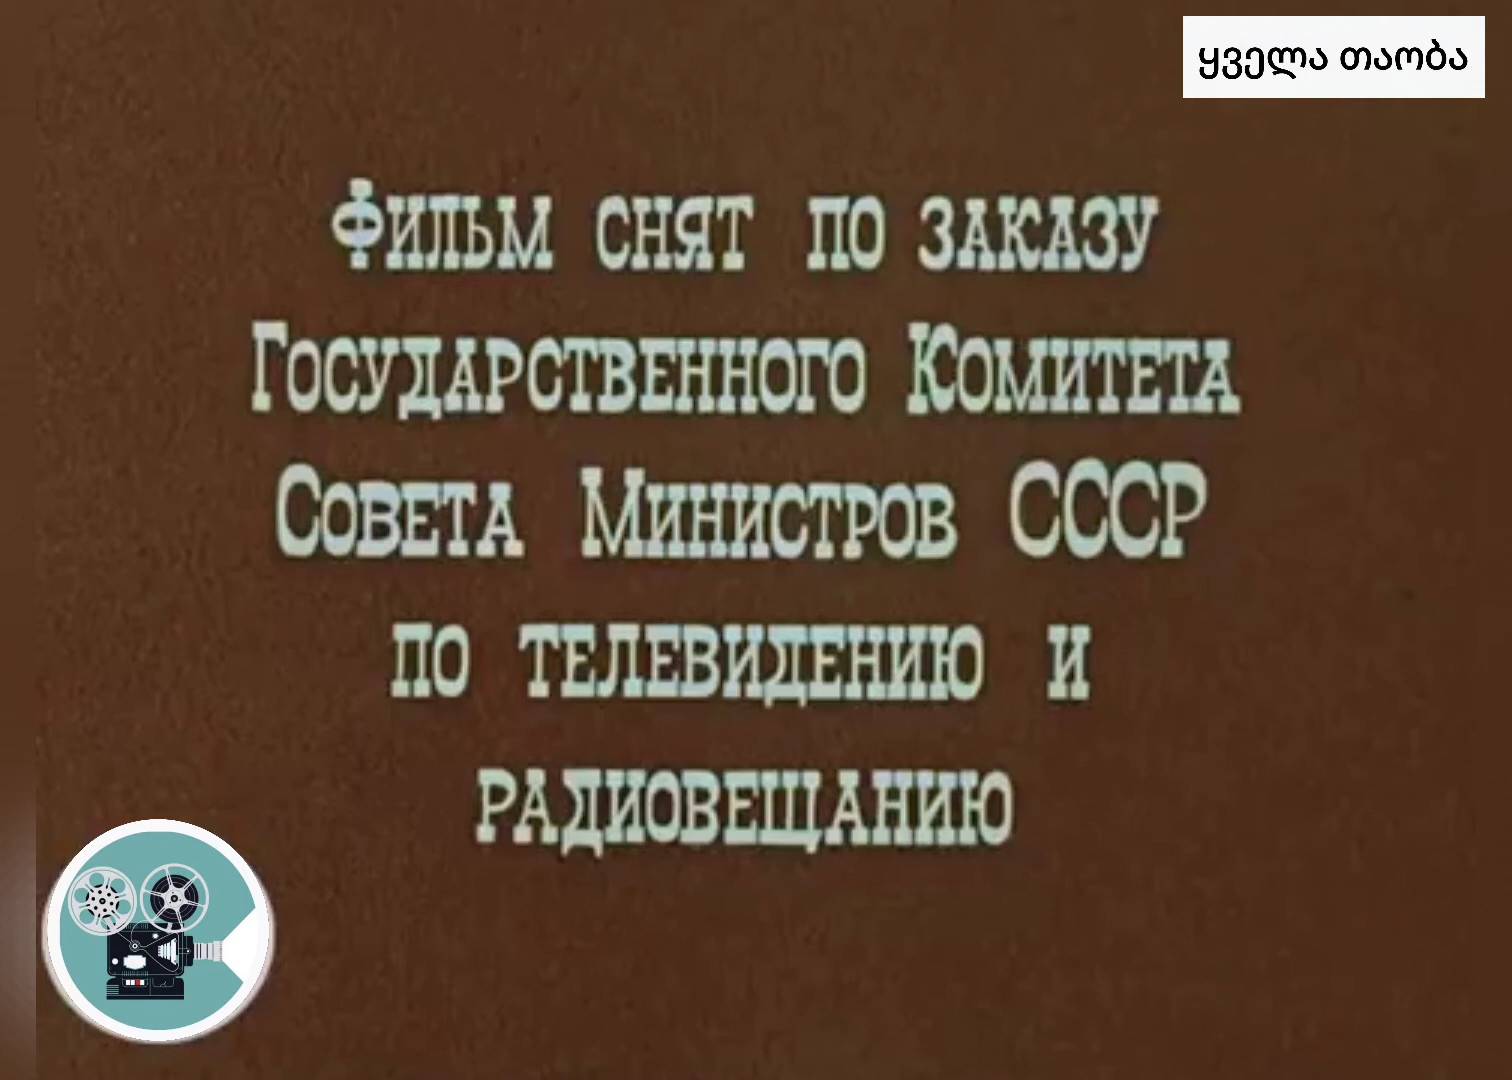 ყველა თაობა
Фильм снят по заказу
Государственного Комитета
Совета Министров СССР
по телевидению и
радиовещанию